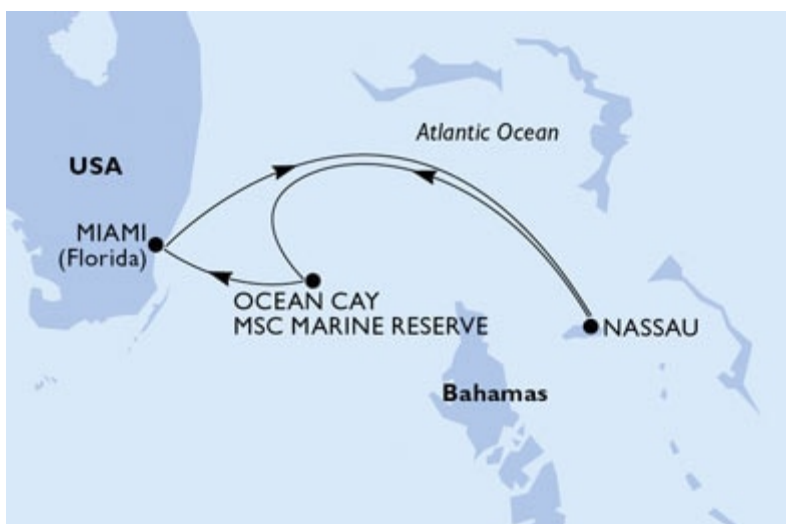 Atlantic Ocean
USA
MIAMI
(Florida)
OCEAN CAY
MSC MARINE RESERVE
NASSAU
Bahamas